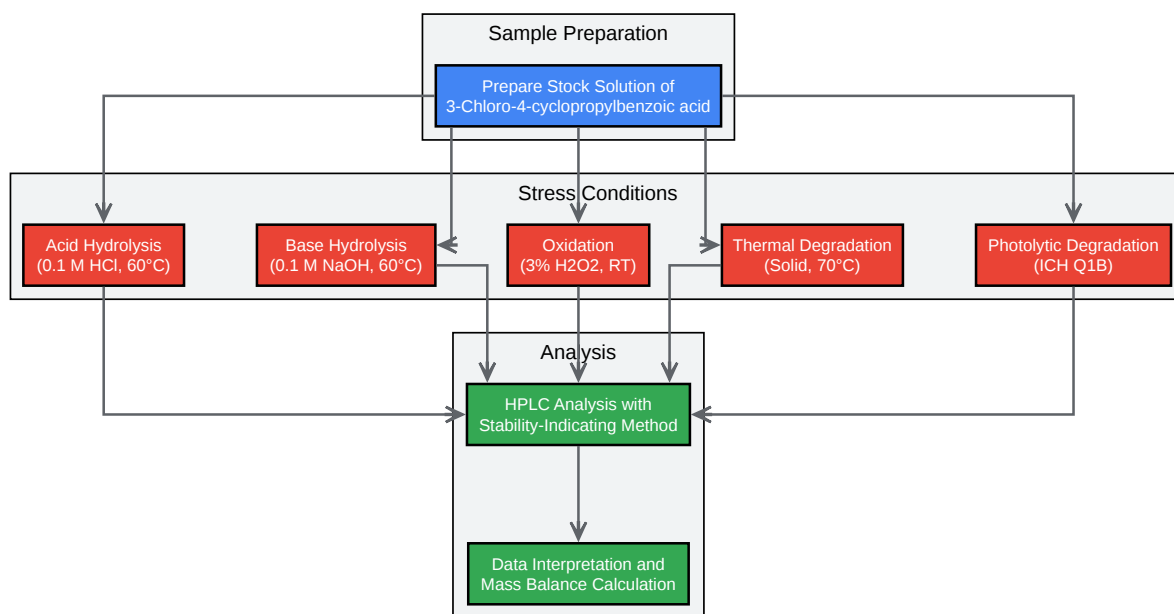 Sample Preparation
Prepare Stock Solution of
3-Chloro-4-cyclopropylbenzoic acid
Stress Conditions
Acid Hydrolysis
(0.1 M HCl, 60°C)
Base Hydrolysis
(0.1 M NaOH, 60°C)
Oxidation
(3% H2O2, RT)
Thermal Degradation
(Solid, 70°C)
Photolytic Degradation
(ICH Q1B)
Analysis
HPLC Analysis with
Stability-Indicating Method
Data Interpretation and
Mass Balance Calculation